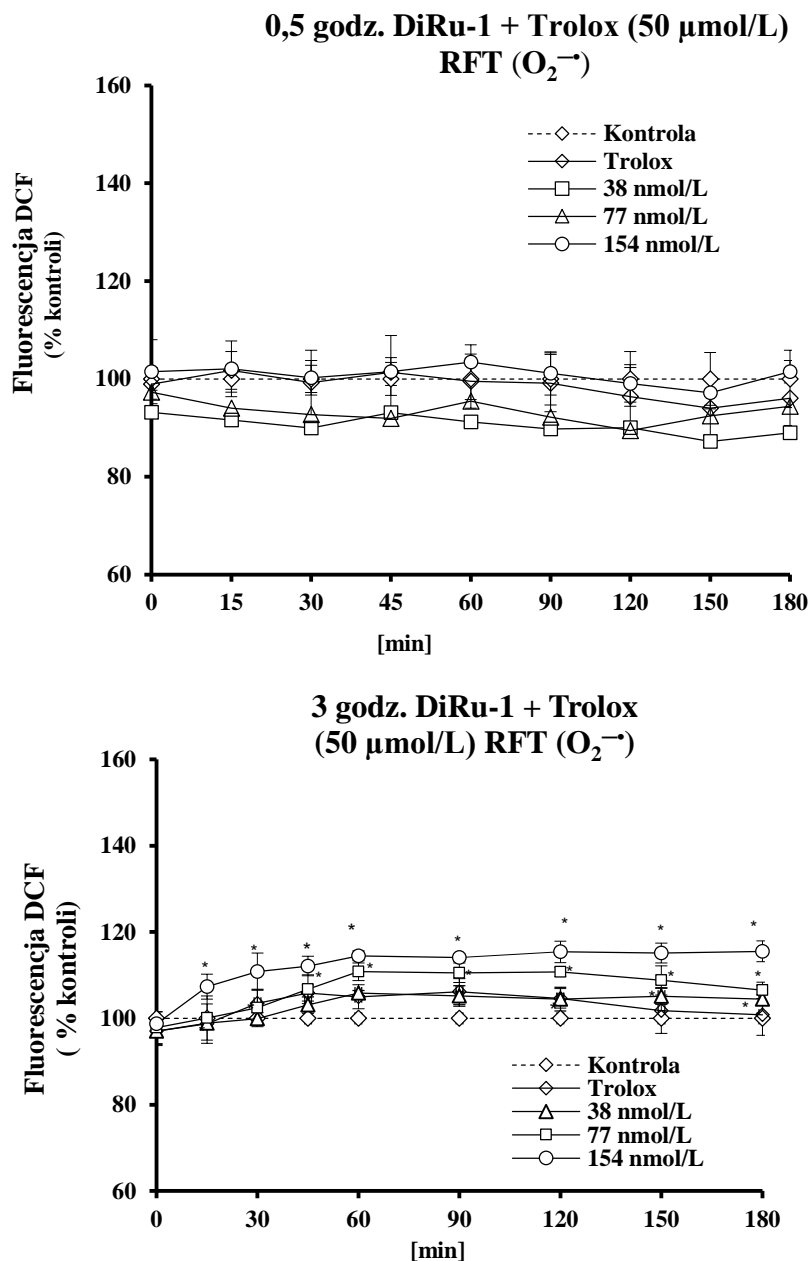 0,5 godz. DiRu-1 + Trolox (50 µmol/L)
RFT (O₂⁻•)
160
140
120
100
80
60
Fluorescencja DCF
(% kontroli)
Kontrola
Trolox
38 nmol/L
77 nmol/L
154 nmol/L
0 15 30 45 60 90 120 150 180
[min]
3 godz. DiRu-1 + Trolox
(50 µmol/L) RFT (O₂⁻•)
160
140
120
100
80
60
Fluorescencja DCF
( % kontroli)
* * * * * * * *
* * * * * *
* * *
Kontrola
Trolox
38 nmol/L
77 nmol/L
154 nmol/L
0 15 30 45 60 90 120 150 180
[min]